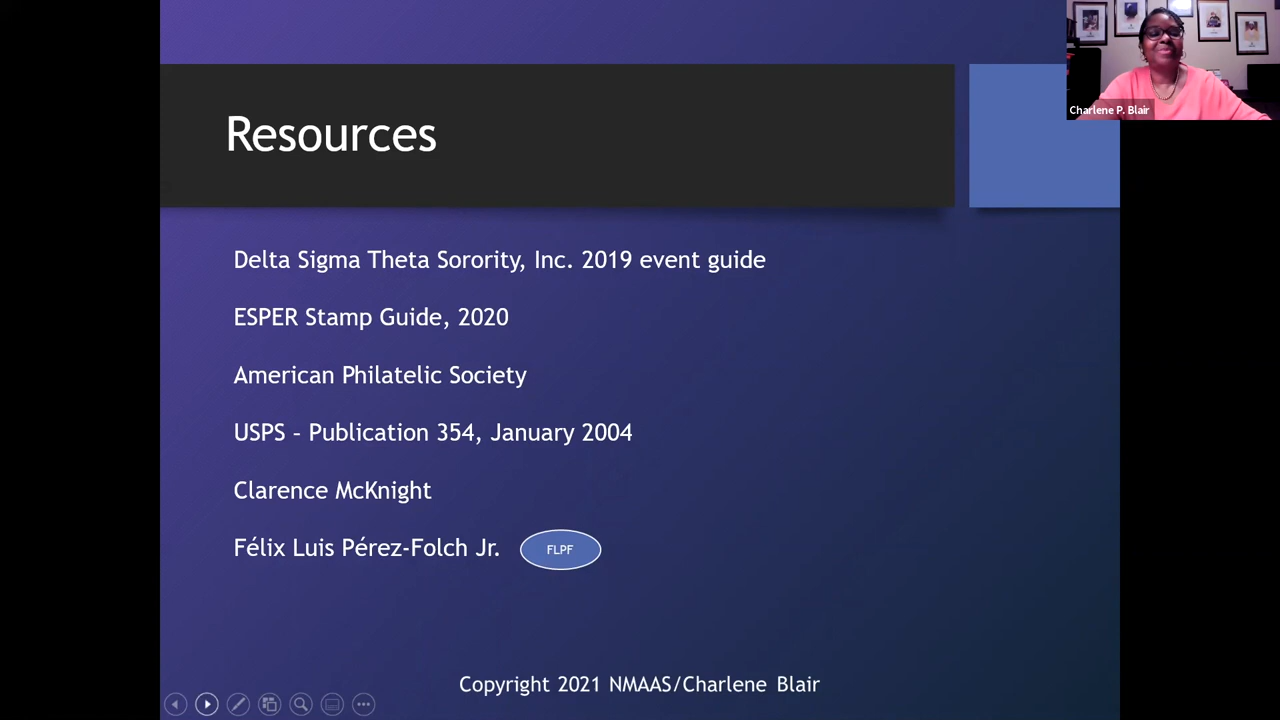 Charlene P. Blair
Resources
Delta Sigma Theta Sorority, Inc. 2019 event guide
ESPER Stamp Guide, 2020
American Philatelic Society
USPS – Publication 354, January 2004
Clarence McKnight
Félix Luis Pérez-Folch Jr. FLPF
Copyright 2021 NMAAS/Charlene Blair